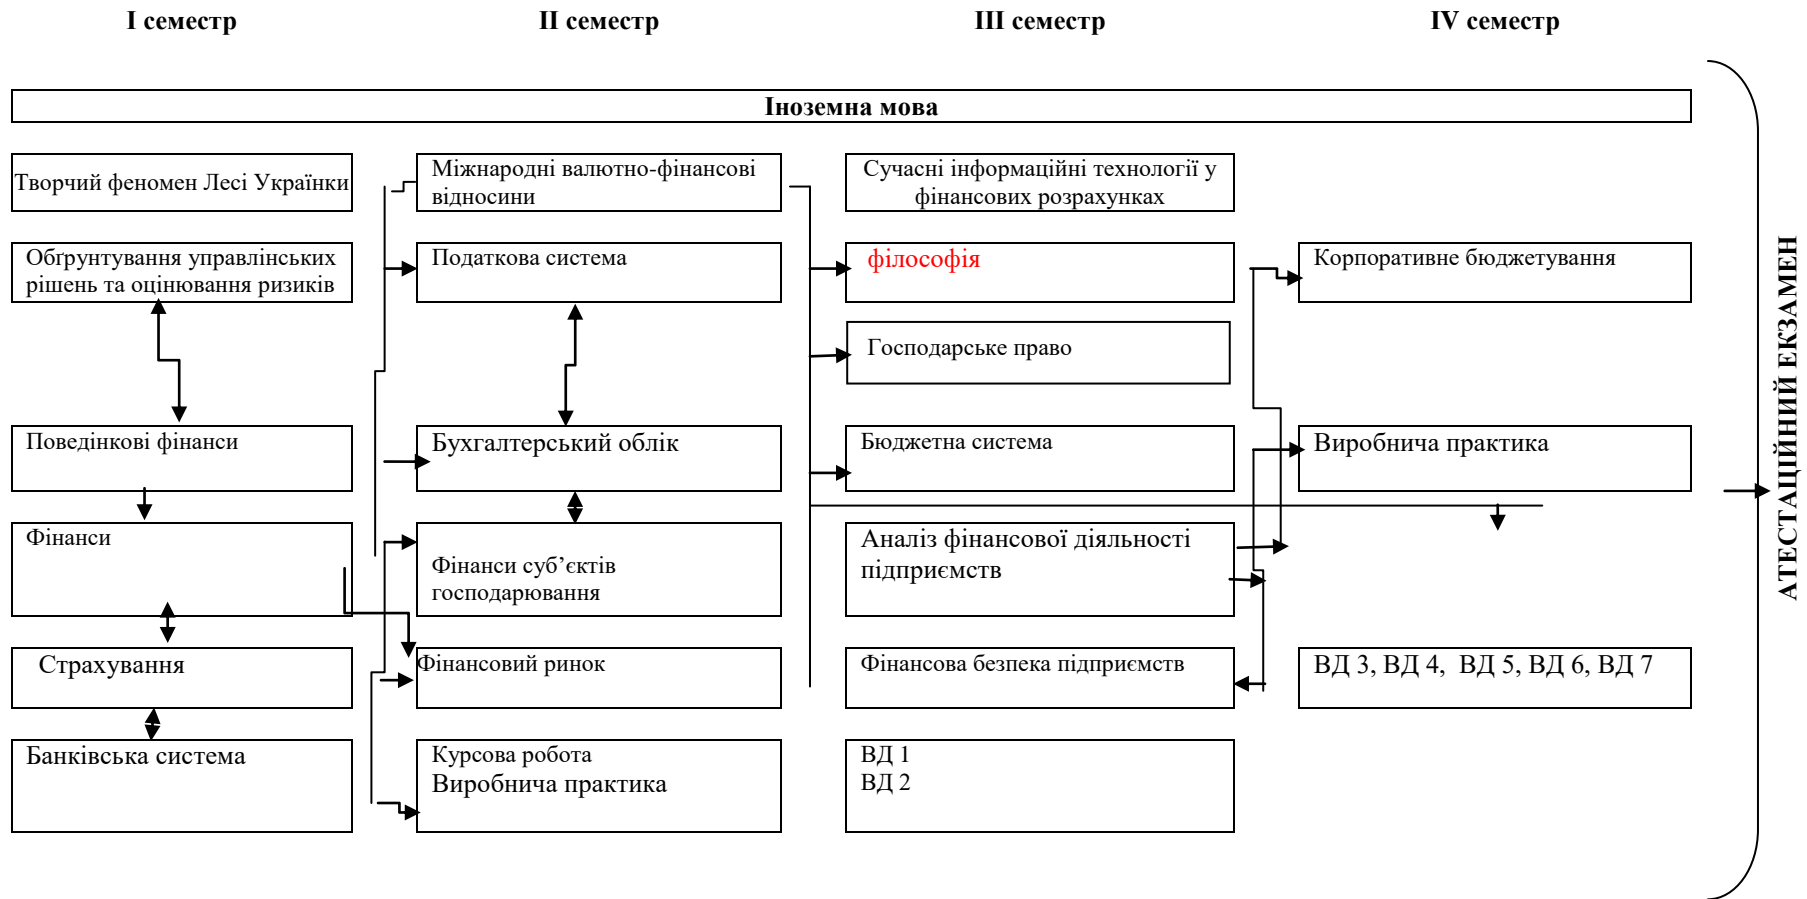 I семестр
II семестр
III семестр
IV семестр
Іноземна мова
Творчий феномен Лесі Українки
Міжнародні валютно-фінансові
відносини
Сучасні інформаційні технології у
фінансових розрахунках
Обґрунтування управлінських
рішень та оцінювання ризиків
Податкова система
філософія
Корпоративне бюджетування
Господарське право
Поведінкові фінанси
Бухгалтерський облік
Бюджетна система
Виробнича практика
Фінанси
Фінанси суб’єктів
господарювання
Аналіз фінансової діяльності
підприємств
Страхування
Фінансовий ринок
Фінансова безпека підприємств
ВД 3, ВД 4,  ВД 5, ВД 6, ВД 7
Банківська система
Курсова робота
Виробнича практика
ВД 1
ВД 2
АТЕСТАЦІЙНИЙ ЕКЗАМЕН